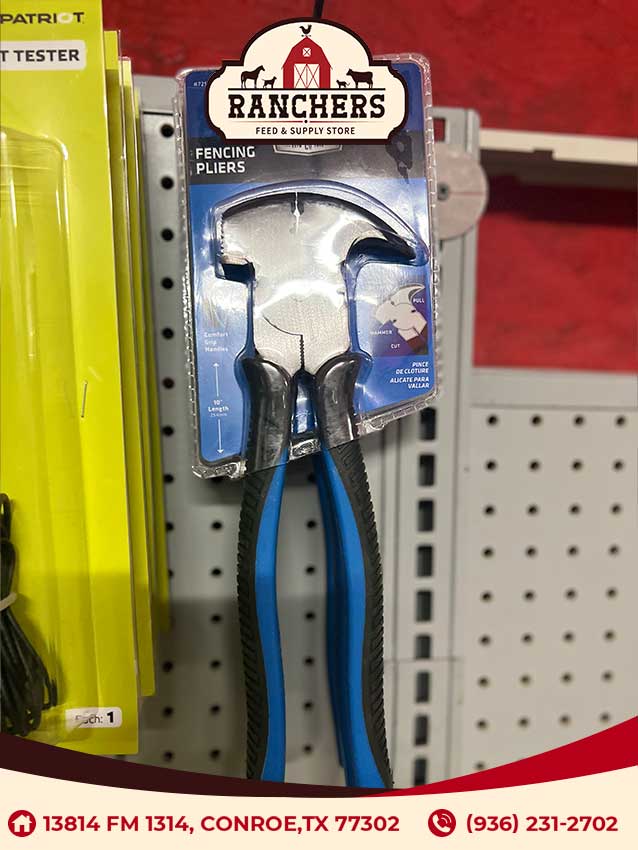 PATRIOT
T TESTER
RANCHERS
FEED & SUPPLY STORE
FENCING
PLIERS
PULL
HAMMER
CUT
Comfort
Grip
Handles
10"
Length
PINCE
DE CLOTURE
ALICATE PARA
VALLAR
Each: 1
13814 FM 1314, CONROE,TX 77302
(936) 231-2702